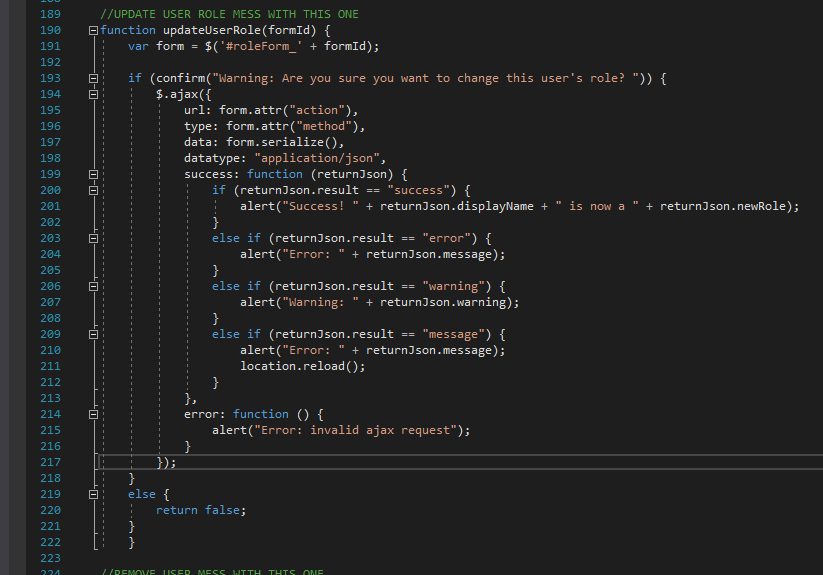 189 //UPDATE USER ROLE MESS WITH THIS ONE
190 function updateUserRole(formId) {
191 var form = $('#roleForm_' + formId);
192
193 if (confirm("Warning: Are you sure you want to change this user's role? ")) {
194 $.ajax({
195 url: form.attr("action"),
196 type: form.attr("method"),
197 data: form.serialize(),
198 datatype: "application/json",
199 success: function (returnJson) {
200 if (returnJson.result == "success") {
201 alert("Success! " + returnJson.displayName + " is now a " + returnJson.newRole);
202 }
203 else if (returnJson.result == "error") {
204 alert("Error: " + returnJson.message);
205 }
206 else if (returnJson.result == "warning") {
207 alert("Warning: " + returnJson.warning);
208 }
209 else if (returnJson.result == "message") {
210 alert("Error: " + returnJson.message);
211 location.reload();
212 }
213 },
214 error: function () {
215 alert("Error: invalid ajax request");
216 }
217 });
218 }
219 else {
220 return false;
221 }
222 }
223
224 //REMOVE USER MESS WITH THIS ONE